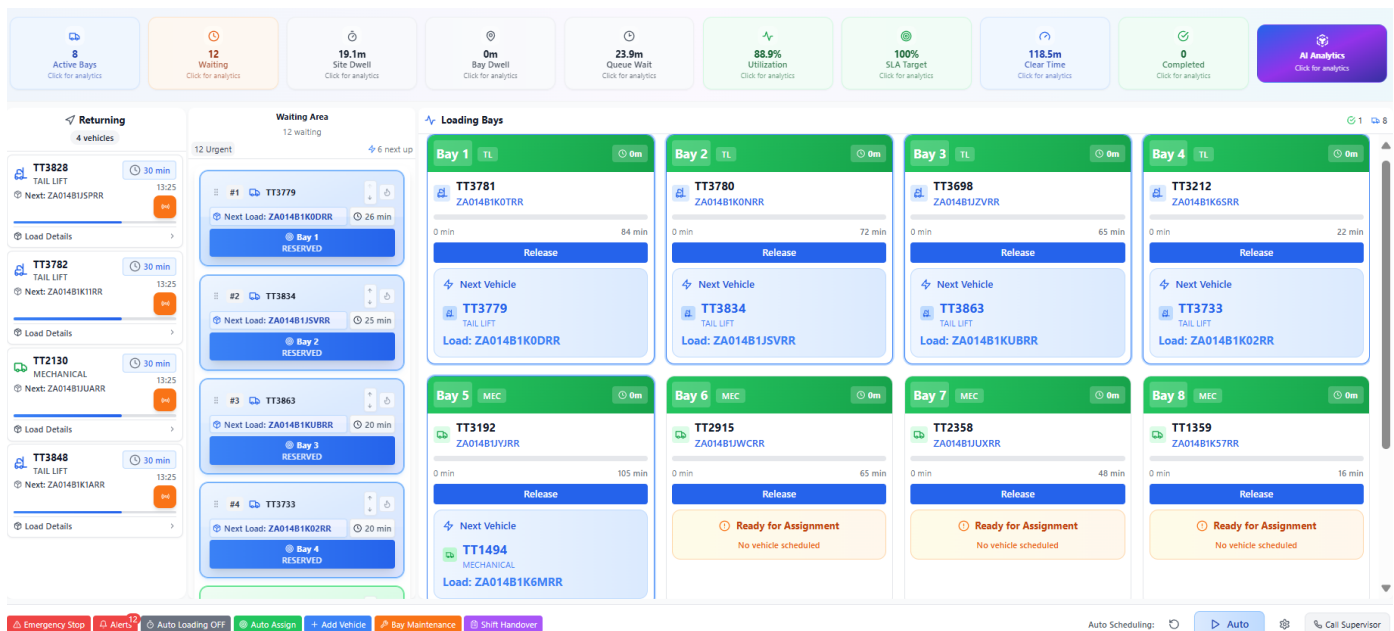 8
Active Bays
Click for analytics
12
Waiting
Click for analytics
19.1m
Site Dwell
Click for analytics
0m
Bay Dwell
Click for analytics
23.9m
Queue Wait
Click for analytics
88.9%
Utilization
Click for analytics
100%
SLA Target
Click for analytics
118.5m
Clear Time
Click for analytics
0
Completed
Click for analytics
AI Analytics
Click for analytics
Returning
4 vehicles
TT3828
30 min
TAIL LIFT
13:25
Next: ZA014B1JSPRR
Load Details
TT3782
30 min
TAIL LIFT
13:25
Next: ZA014B1K11RR
Load Details
TT2130
30 min
MECHANICAL
13:25
Next: ZA014B1JUARR
Load Details
TT3848
30 min
TAIL LIFT
13:25
Next: ZA014B1K1ARR
Load Details
Waiting Area
12 waiting
12 Urgent
6 next up
#1 TT3779
Next Load: ZA014B1K0DRR
26 min
Bay 1
RESERVED
#2 TT3834
Next Load: ZA014B1JSVRR
25 min
Bay 2
RESERVED
#3 TT3863
Next Load: ZA014B1KUBRR
20 min
Bay 3
RESERVED
#4 TT3733
Next Load: ZA014B1K02RR
20 min
Bay 4
RESERVED
Loading Bays
1 8
Bay 1 TL 0m
TT3781
ZA014B1K0TRR
0 min 84 min
Release
Next Vehicle
TT3779
TAIL LIFT
Load: ZA014B1K0DRR
Bay 2 TL 0m
TT3780
ZA014B1K0NRR
0 min 72 min
Release
Next Vehicle
TT3834
TAIL LIFT
Load: ZA014B1JSVRR
Bay 3 TL 0m
TT3698
ZA014B1JZVRR
0 min 65 min
Release
Next Vehicle
TT3863
TAIL LIFT
Load: ZA014B1KUBRR
Bay 4 TL 0m
TT3212
ZA014B1K6SRR
0 min 22 min
Release
Next Vehicle
TT3733
TAIL LIFT
Load: ZA014B1K02RR
Bay 5 MEC 0m
TT3192
ZA014B1JYJRR
0 min 105 min
Release
Next Vehicle
TT1494
MECHANICAL
Load: ZA014B1K6MRR
Bay 6 MEC 0m
TT2915
ZA014B1JWCRR
0 min 65 min
Release
Ready for Assignment
No vehicle scheduled
Bay 7 MEC 0m
TT2358
ZA014B1JUXRR
0 min 48 min
Release
Ready for Assignment
No vehicle scheduled
Bay 8 MEC 0m
TT1359
ZA014B1K57RR
0 min 16 min
Release
Ready for Assignment
No vehicle scheduled
Emergency Stop
Alerts 12
Auto Loading OFF
Auto Assign
+ Add Vehicle
Bay Maintenance
Shift Handover
Auto Scheduling:
Auto
Call Supervisor